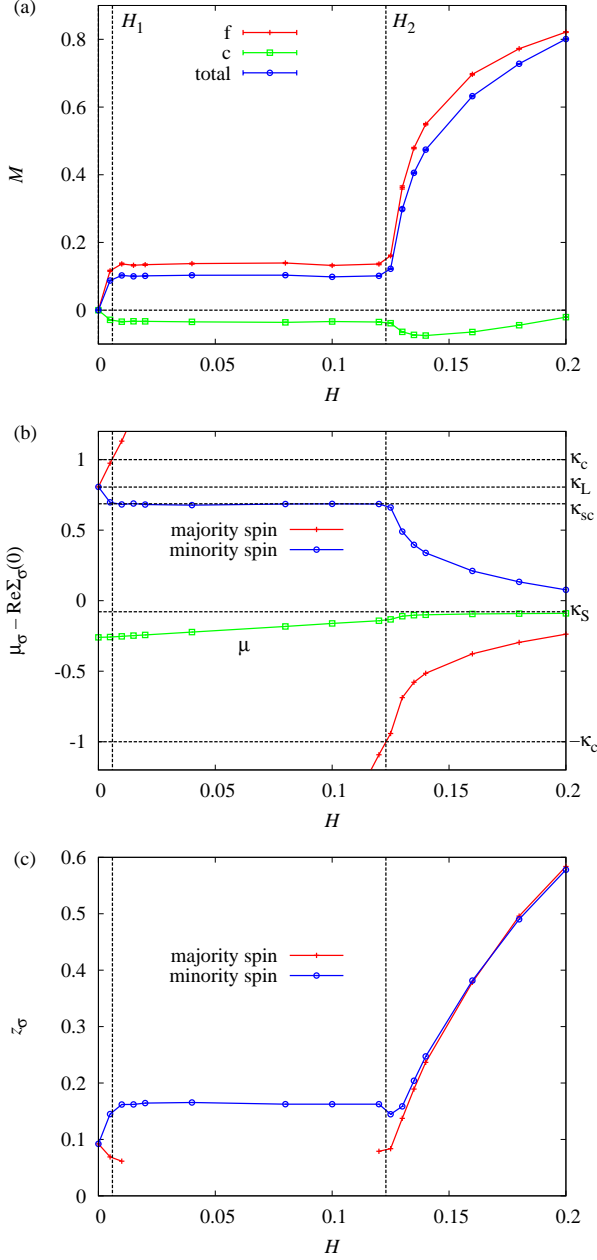 (a)
H₁
H₂
f
c
total
0.8
0.6
0.4
0.2
0
M
0
0.05
0.1
0.15
0.2
H
(b)
1
0.5
0
-0.5
-1
μσ − ReΣσ(0)
κc
κL
κsc
κS
−κc
majority spin
minority spin
μ
0
0.05
0.1
0.15
0.2
H
(c)
0.6
0.5
0.4
0.3
0.2
0.1
0
zσ
majority spin
minority spin
0
0.05
0.1
0.15
0.2
H